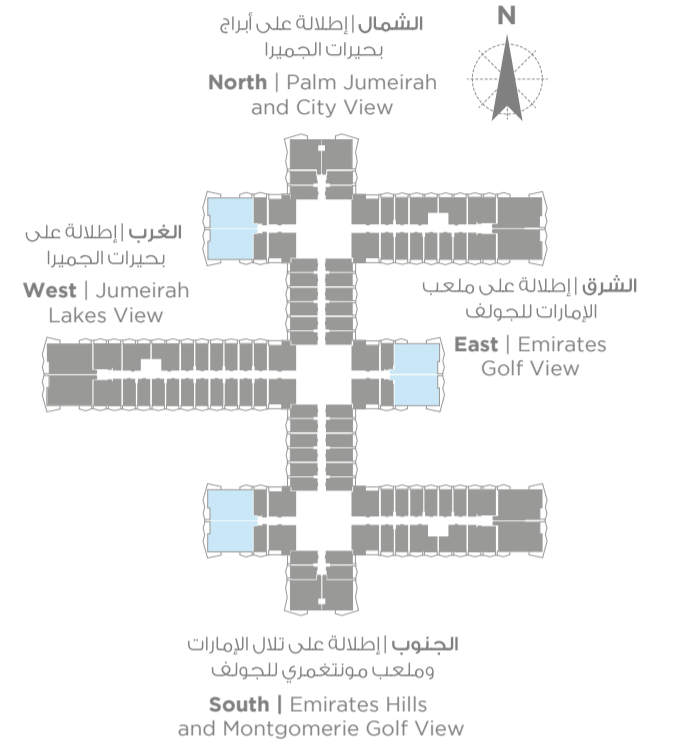 الشمال | إطلالة على أبراج
بحيرات الجميرا
North | Palm Jumeirah
and City View
N
الغرب | إطلالة على
بحيرات الجميرا
West | Jumeirah
Lakes View
الشرق | إطلالة على ملعب
الإمارات للجولف
East | Emirates
Golf View
الجنوب | إطلالة على تلال الإمارات
وملعب مونتغمري للجولف
South | Emirates Hills
and Montgomerie Golf View